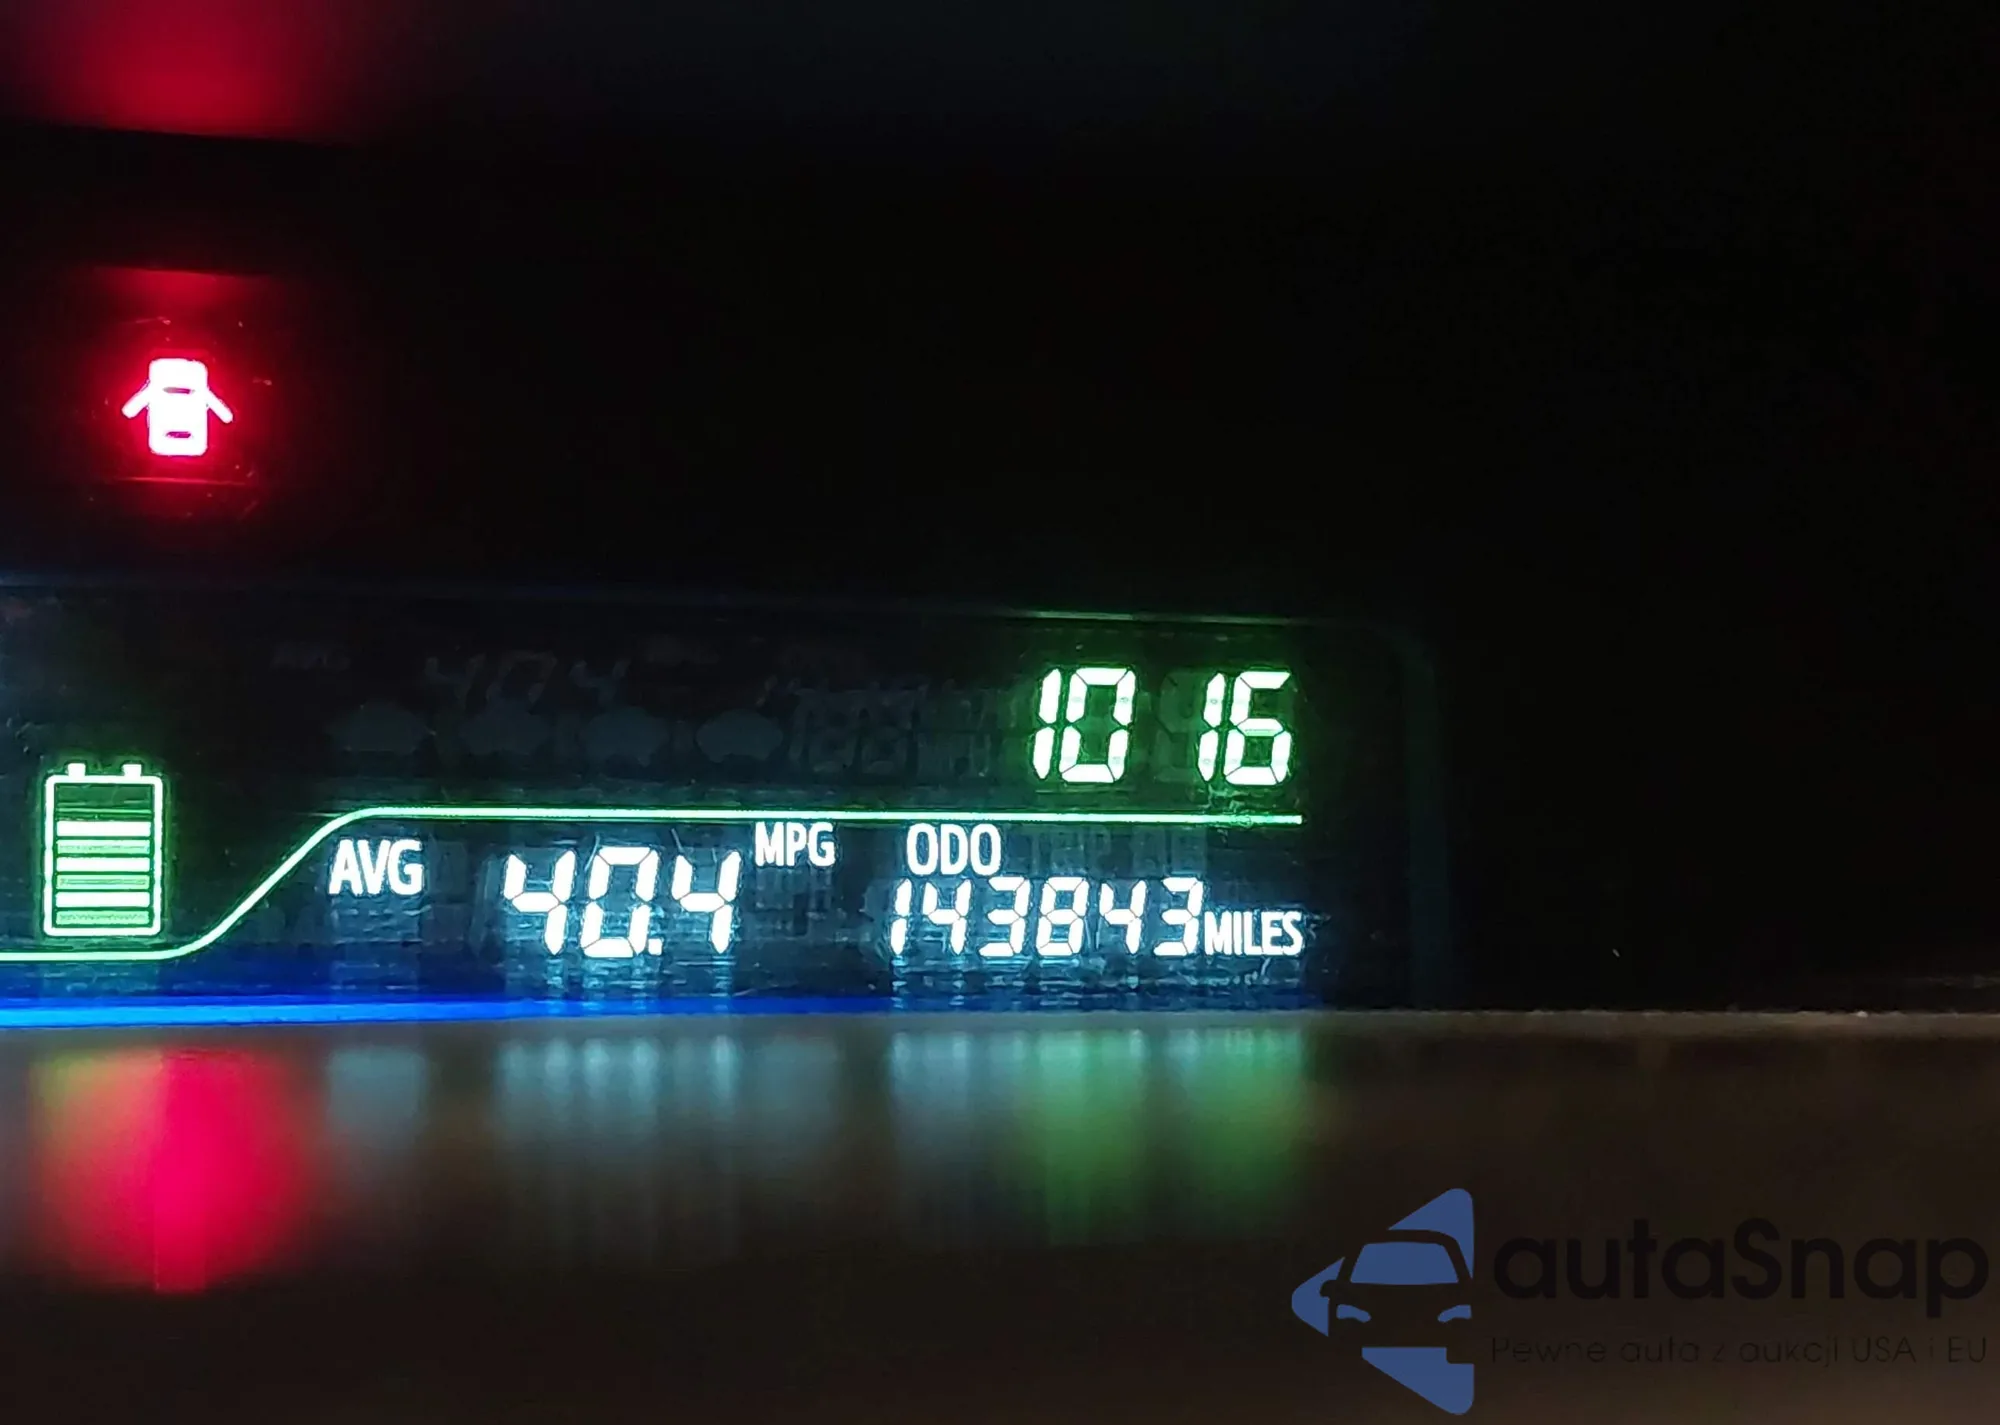 10 16
AVG 40.4 MPG
ODO
143843 MILES
autaSnap
Pewne auta z aukcji USA i EU